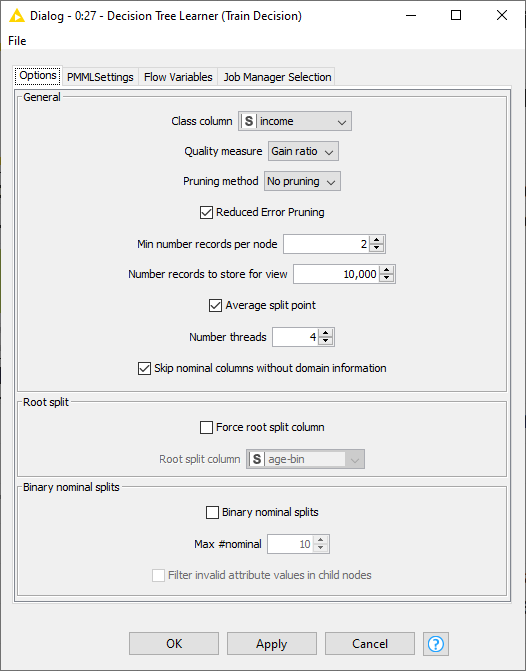 Dialog - 0:27 - Decision Tree Learner (Train Decision)
File
Options PMMLSettings Flow Variables Job Manager Selection
General
Class column S income
Quality measure Gain ratio
Pruning method No pruning
Reduced Error Pruning
Min number records per node 2
Number records to store for view 10,000
Average split point
Number threads 4
Skip nominal columns without domain information
Root split
Force root split column
Root split column S age-bin
Binary nominal splits
Binary nominal splits
Max #nominal 10
Filter invalid attribute values in child nodes
OK Apply Cancel ?